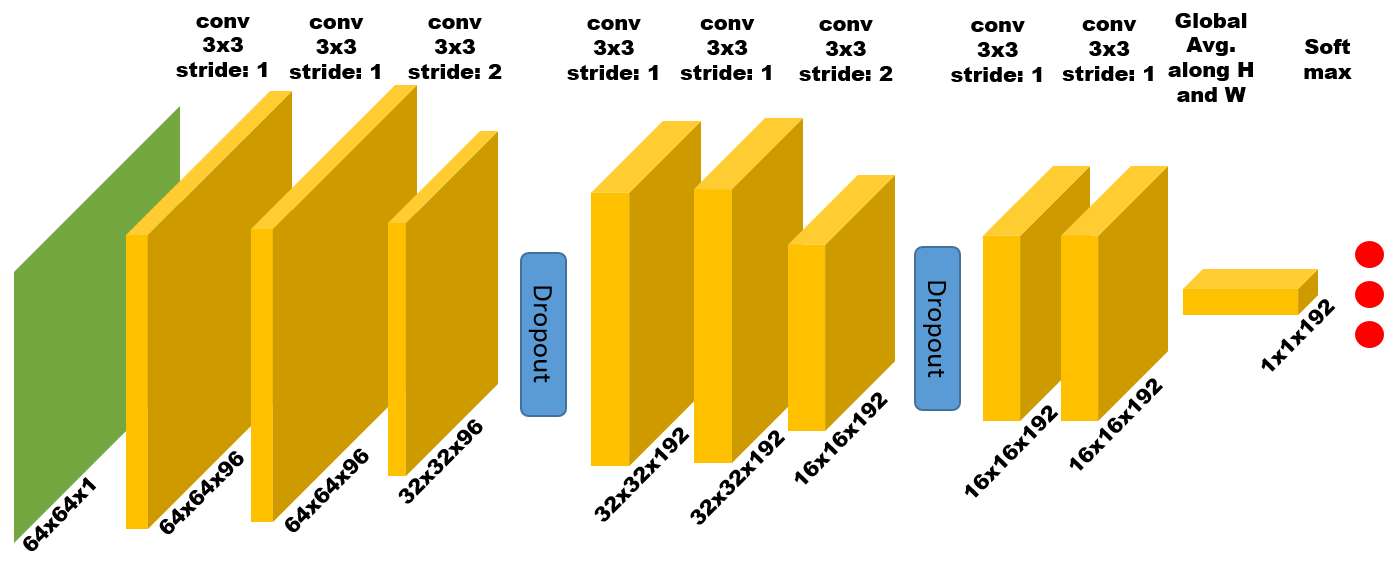 conv
3x3
stride: 1
conv
3x3
stride: 1
conv
3x3
stride: 2
conv
3x3
stride: 1
conv
3x3
stride: 1
conv
3x3
stride: 2
conv
3x3
stride: 1
conv
3x3
stride: 1
Global
Avg.
along H
and W
Soft
max
Dropout
Dropout
64x64x1
64x64x96
64x64x96
32x32x96
32x32x192
32x32x192
16x16x192
16x16x192
16x16x192
1x1x192